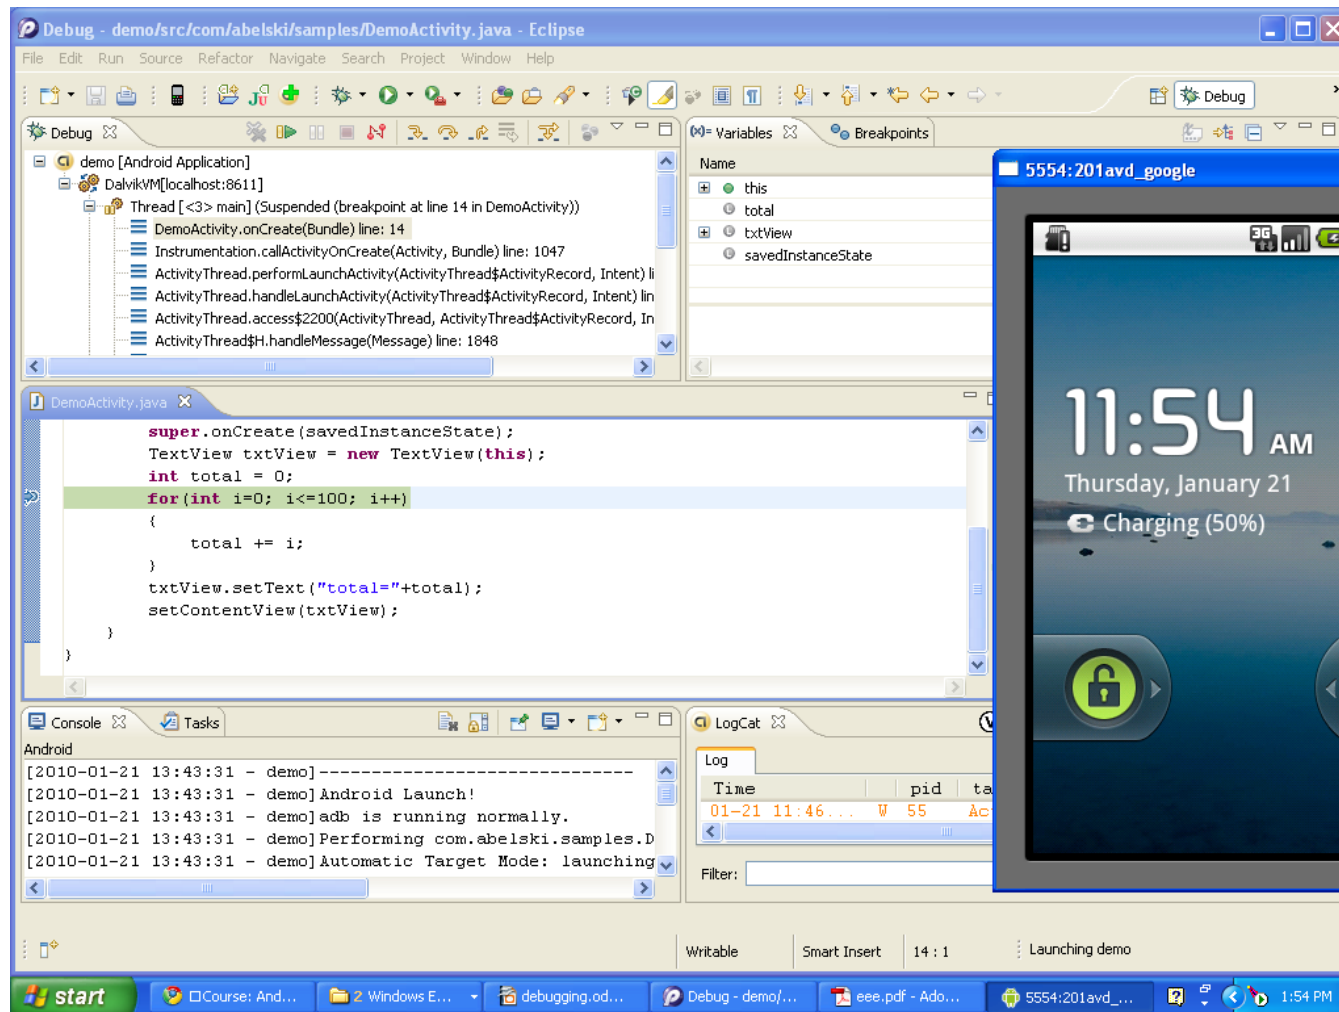 Debug - demo/src/com/abelski/samples/DemoActivity.java - Eclipse
File Edit Run Source Refactor Navigate Search Project Window Help
Debug
Debug
demo [Android Application]
DalvikVM[localhost:8611]
Thread [<3> main] (Suspended (breakpoint at line 14 in DemoActivity))
DemoActivity.onCreate(Bundle) line: 14
Instrumentation.callActivityOnCreate(Activity, Bundle) line: 1047
ActivityThread.performLaunchActivity(ActivityThread$ActivityRecord, Intent) li
ActivityThread.handleLaunchActivity(ActivityThread$ActivityRecord, Intent) lin
ActivityThread.access$2200(ActivityThread, ActivityThread$ActivityRecord, In
ActivityThread$H.handleMessage(Message) line: 1848
(x)= Variables Breakpoints
Name
this
total
txtView
savedInstanceState
5554:201avd_google
3G
11:54 AM
Thursday, January 21
Charging (50%)
DemoActivity.java
super.onCreate(savedInstanceState);
TextView txtView = new TextView(this);
int total = 0;
for(int i=0; i<=100; i++)
{
total += i;
}
txtView.setText("total="+total);
setContentView(txtView);
}
}
Console Tasks
Android
[2010-01-21 13:43:31 - demo]------------------------------
[2010-01-21 13:43:31 - demo]Android Launch!
[2010-01-21 13:43:31 - demo]adb is running normally.
[2010-01-21 13:43:31 - demo]Performing com.abelski.samples.D
[2010-01-21 13:43:31 - demo]Automatic Target Mode: launching
LogCat
Log
Time pid ta
01-21 11:46... W 55 Ac
Filter:
Writable Smart Insert 14 : 1 Launching demo
start Course: And... 2 Windows E... debugging.od... Debug - demo/... eee.pdf - Ado... 5554:201avd_... 1:54 PM